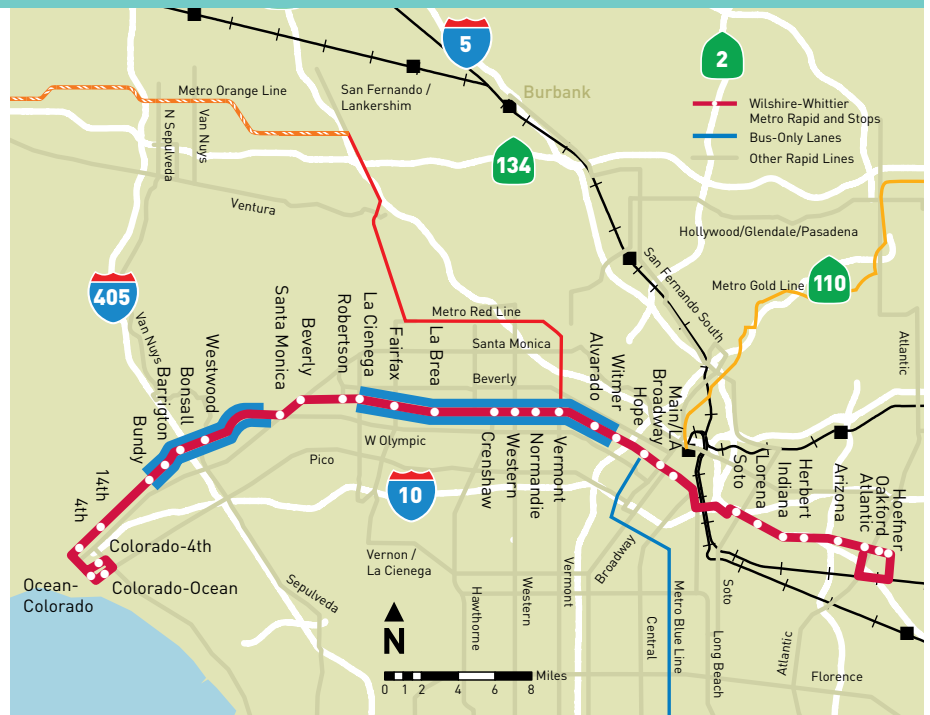 5
2
Metro Orange Line
San Fernando /
Lankershim
Burbank
Wilshire-Whittier
Metro Rapid and Stops
Bus-Only Lanes
Other Rapid Lines
N Sepulveda
Van Nuys
134
Ventura
Hollywood/Glendale/Pasadena
San Fernando South
Metro Gold Line
110
405
Van Nuys
Metro Red Line
Santa Monica
Beverly
Atlantic
Bundy
Barrington
Bonsall
Westwood
Santa Monica
Beverly
Robertson
La Cienega
Fairfax
La Brea
Alvarado
Witmer
Hope
Broadway
Main/LA
W Olympic
Pico
10
Crenshaw
Western
Normandie
Vermont
Soto
Lorena
Indiana
Herbert
Arizona
Atlantic
Oakford
Hoefner
4th
14th
Colorado-4th
Colorado-Ocean
Ocean-
Colorado
Sepulveda
Vernon /
La Cienega
Hawthorne
Western
Vermont
Broadway
Central
Metro Blue Line
Long Beach
Soto
Atlantic
Florence
N
Miles
0 1 2 4 6 8